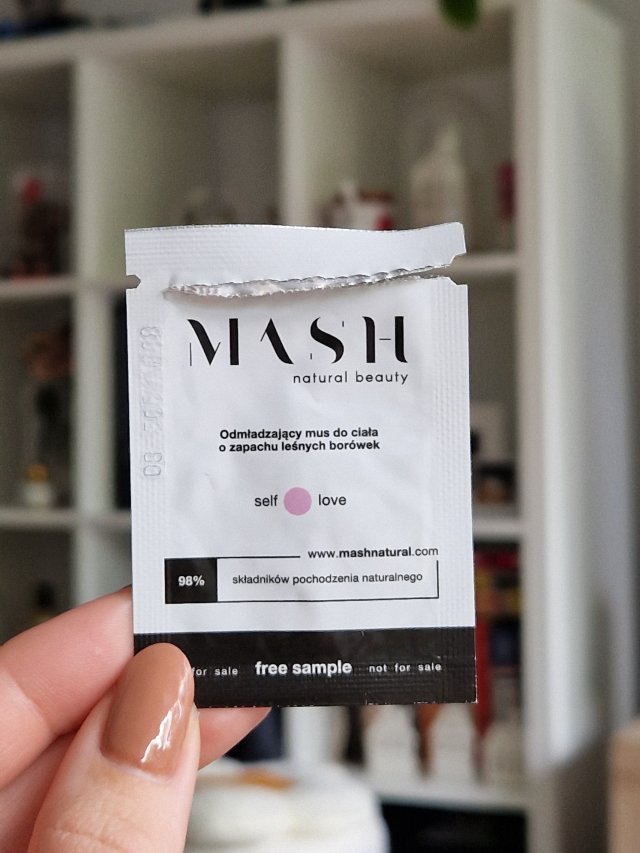 MASH
natural beauty
Odmładzający mus do ciała
o zapachu leśnych borówek
self love
www.mashnatural.com
98% składników pochodzenia naturalnego
for sale free sample not for sale